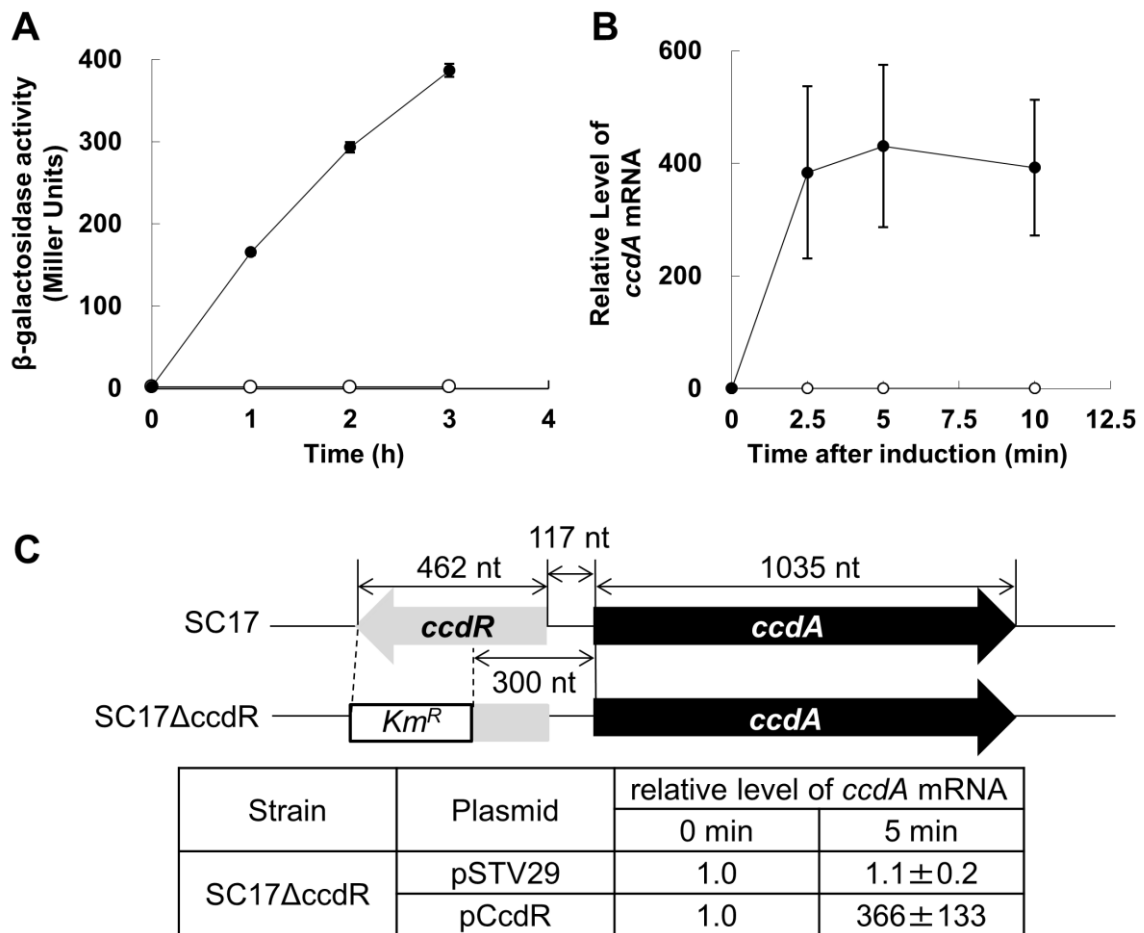 A
β-galactosidase activity
(Miller Units)
400
300
200
100
0
0 1 2 3 4
Time (h)
B
Relative Level of
ccdA mRNA
600
400
200
0
0 2.5 5 7.5 10 12.5
Time after induction (min)
C
117 nt
462 nt 1035 nt
SC17 ccdR ccdA
300 nt
SC17ΔccdR Km^R ccdA
Strain Plasmid relative level of ccdA mRNA
0 min 5 min
SC17ΔccdR pSTV29 1.0 1.1±0.2
pCcdR 1.0 366±133